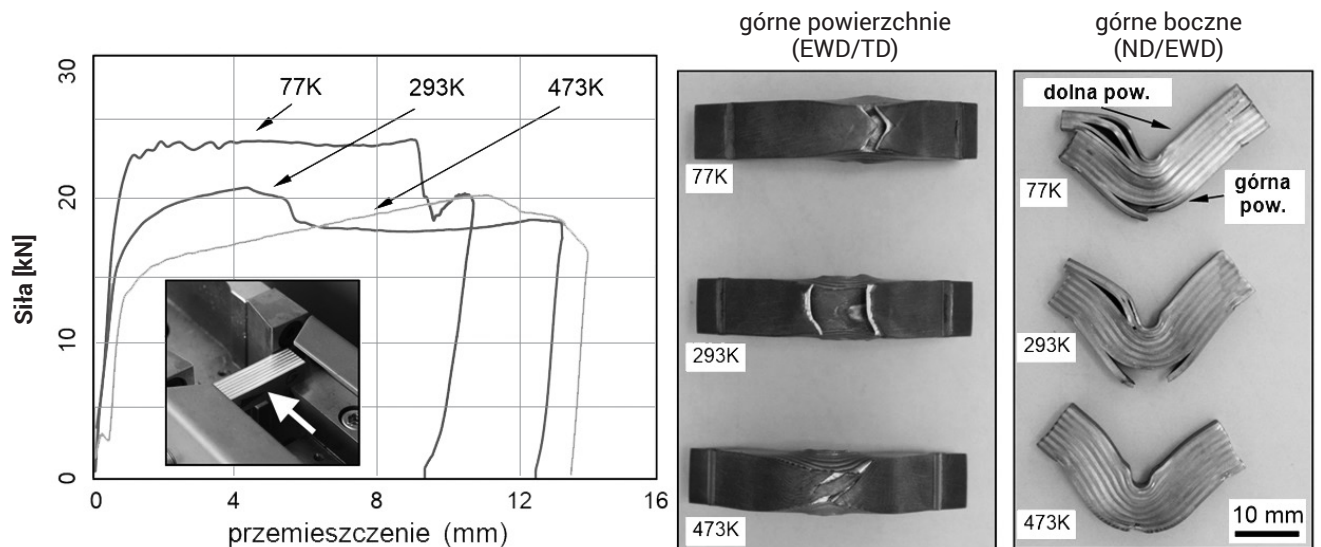 30
20
10
0
Siła [kN]
77K
293K
473K
0
4
8
12
16
przemieszczenie (mm)
górne powierzchnie
(EWD/TD)
77K
293K
473K
górne boczne
(ND/EWD)
dolna pow.
77K
górna
pow.
293K
473K
10 mm